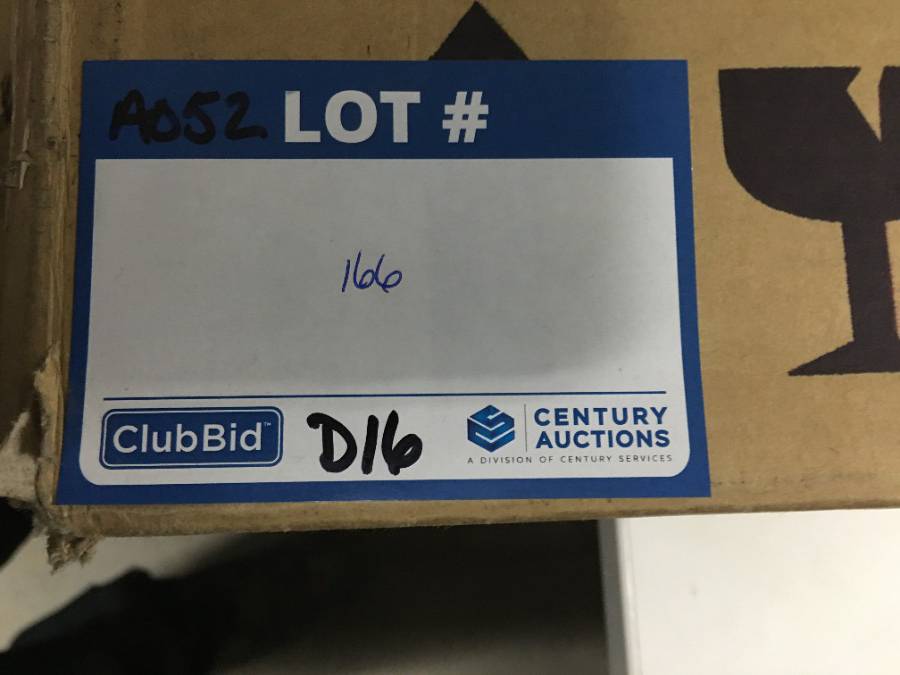 A052 LOT #
166
ClubBid™ D16 CENTURY AUCTIONS
A DIVISION OF CENTURY SERVICES